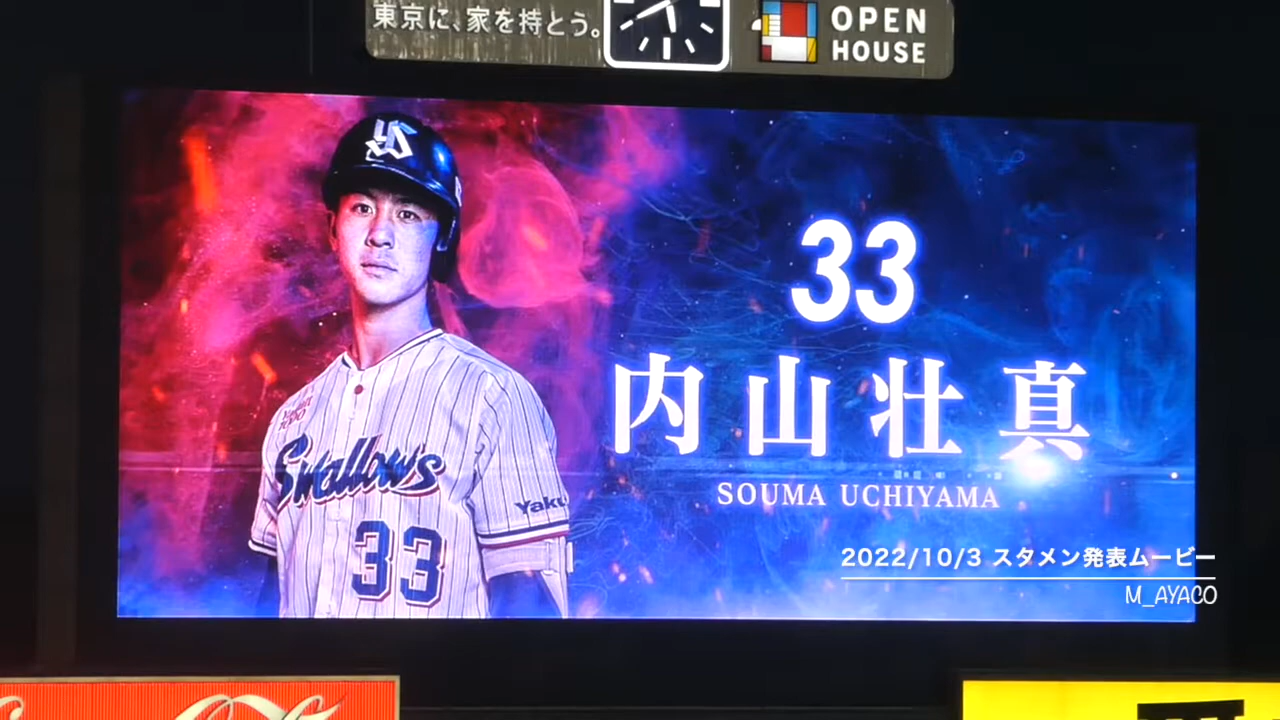 東京に、家を持とう。
OPEN
HOUSE
33
内山壮真
SOUMA UCHIYAMA
Swallows
33
2022/10/3 スタメン発表ムービー
M_AYACO